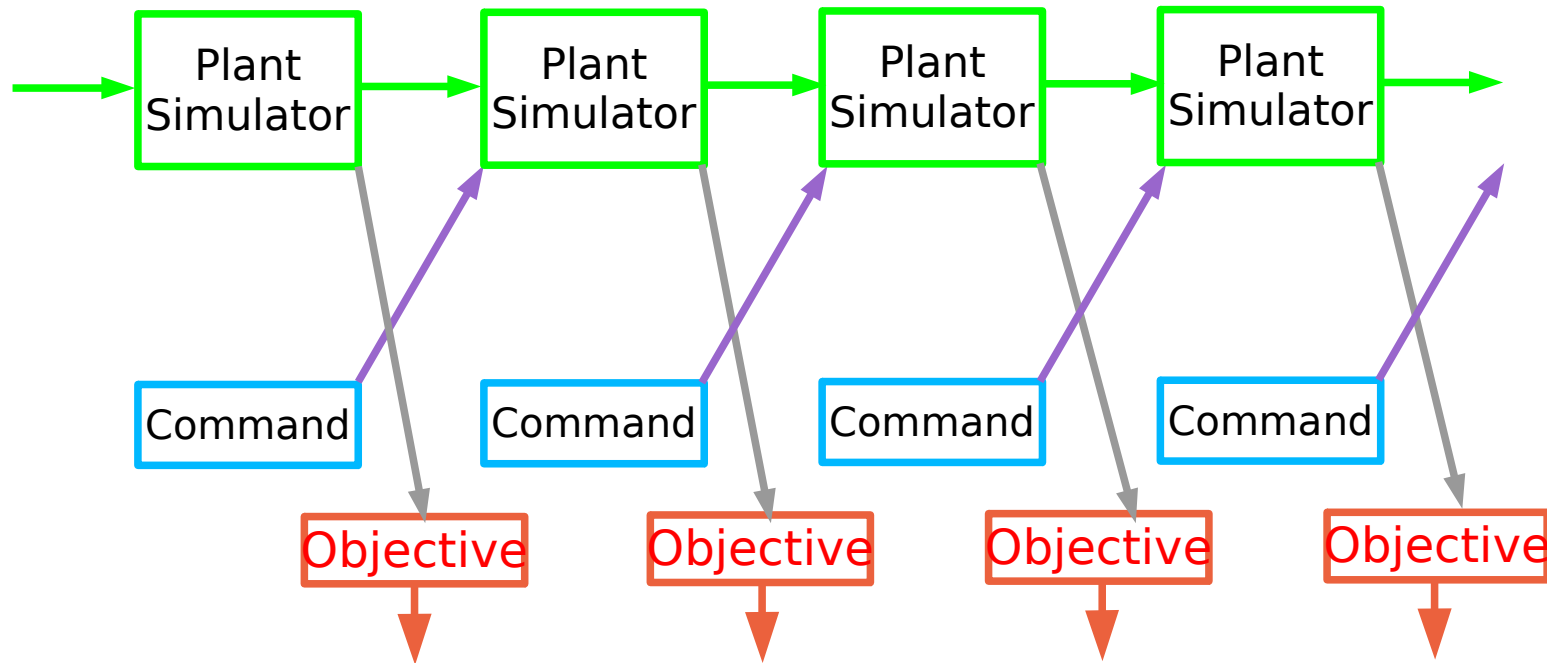 Plant
Simulator
Plant
Simulator
Plant
Simulator
Plant
Simulator
Command
Command
Command
Command
Objective
Objective
Objective
Objective